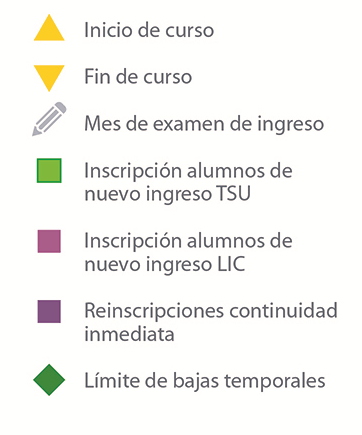 Inicio de curso
Fin de curso
Mes de examen de ingreso
Inscripción alumnos de
nuevo ingreso TSU
Inscripción alumnos de
nuevo ingreso LIC
Reinscripciones continuidad
inmediata
Límite de bajas temporales